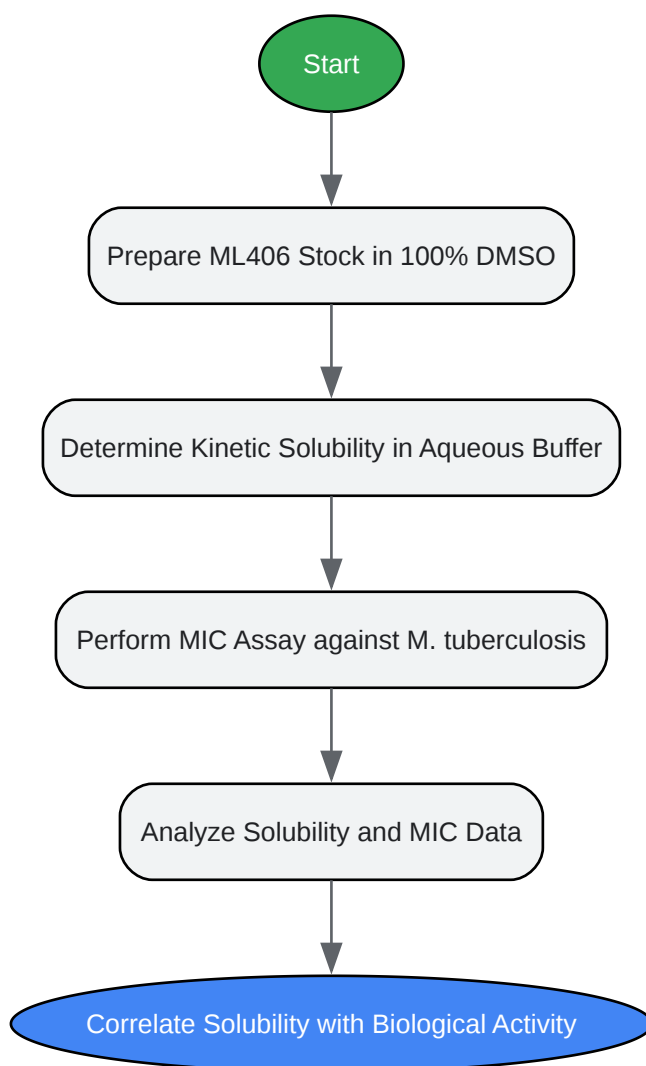 Start
Prepare ML406 Stock in 100% DMSO
Determine Kinetic Solubility in Aqueous Buffer
Perform MIC Assay against M. tuberculosis
Analyze Solubility and MIC Data
Correlate Solubility with Biological Activity